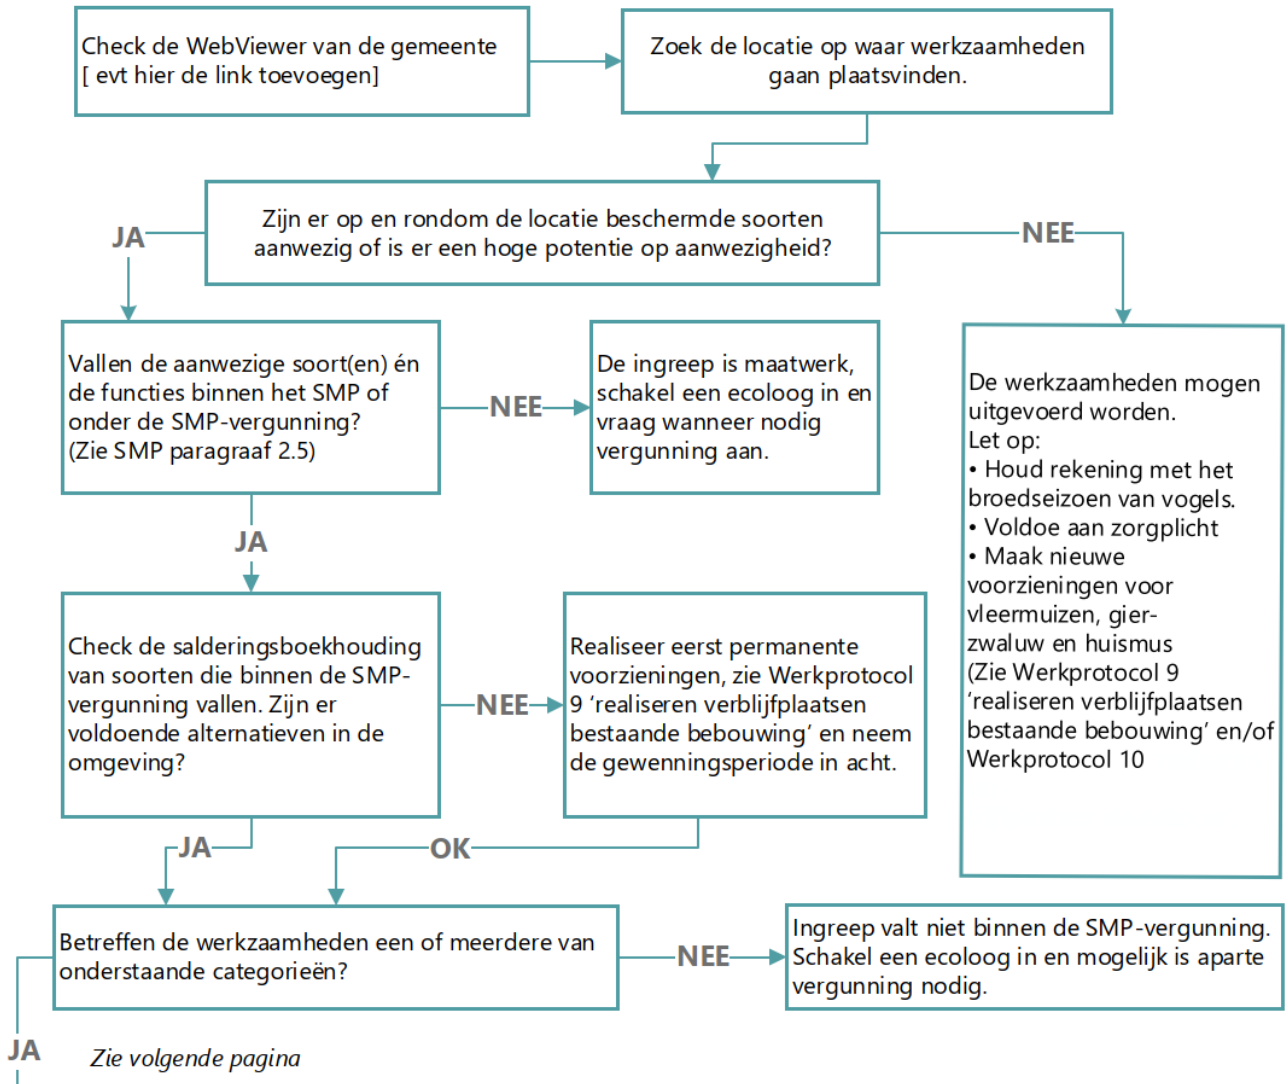 Check de WebViewer van de gemeente
[ evt hier de link toevoegen]
Zoek de locatie op waar werkzaamheden
gaan plaatsvinden.
Zijn er op en rondom de locatie beschermde soorten
aanwezig of is er een hoge potentie op aanwezigheid?
JA
NEE
Vallen de aanwezige soort(en) én
de functies binnen het SMP of
onder de SMP-vergunning?
(Zie SMP paragraaf 2.5)
NEE
De ingreep is maatwerk,
schakel een ecoloog in en
vraag wanneer nodig
vergunning aan.
De werkzaamheden mogen
uitgevoerd worden.
Let op:
• Houd rekening met het
broedseizoen van vogels.
• Voldoe aan zorgplicht
• Maak nieuwe
voorzieningen voor
vleermuizen, gier-
zwaluw en huismus
(Zie Werkprotocol 9
‘realiseren verblijfplaatsen
bestaande bebouwing’ en/of
Werkprotocol 10
JA
Check de salderingsboekhouding
van soorten die binnen de SMP-
vergunning vallen. Zijn er
voldoende alternatieven in de
omgeving?
NEE
Realiseer eerst permanente
voorzieningen, zie Werkprotocol
9 ‘realiseren verblijfplaatsen
bestaande bebouwing’ en neem
de gewenningsperiode in acht.
JA
OK
Betreffen de werkzaamheden een of meerdere van
onderstaande categorieën?
NEE
Ingreep valt niet binnen de SMP-vergunning.
Schakel een ecoloog in en mogelijk is aparte
vergunning nodig.
JA
Zie volgende pagina